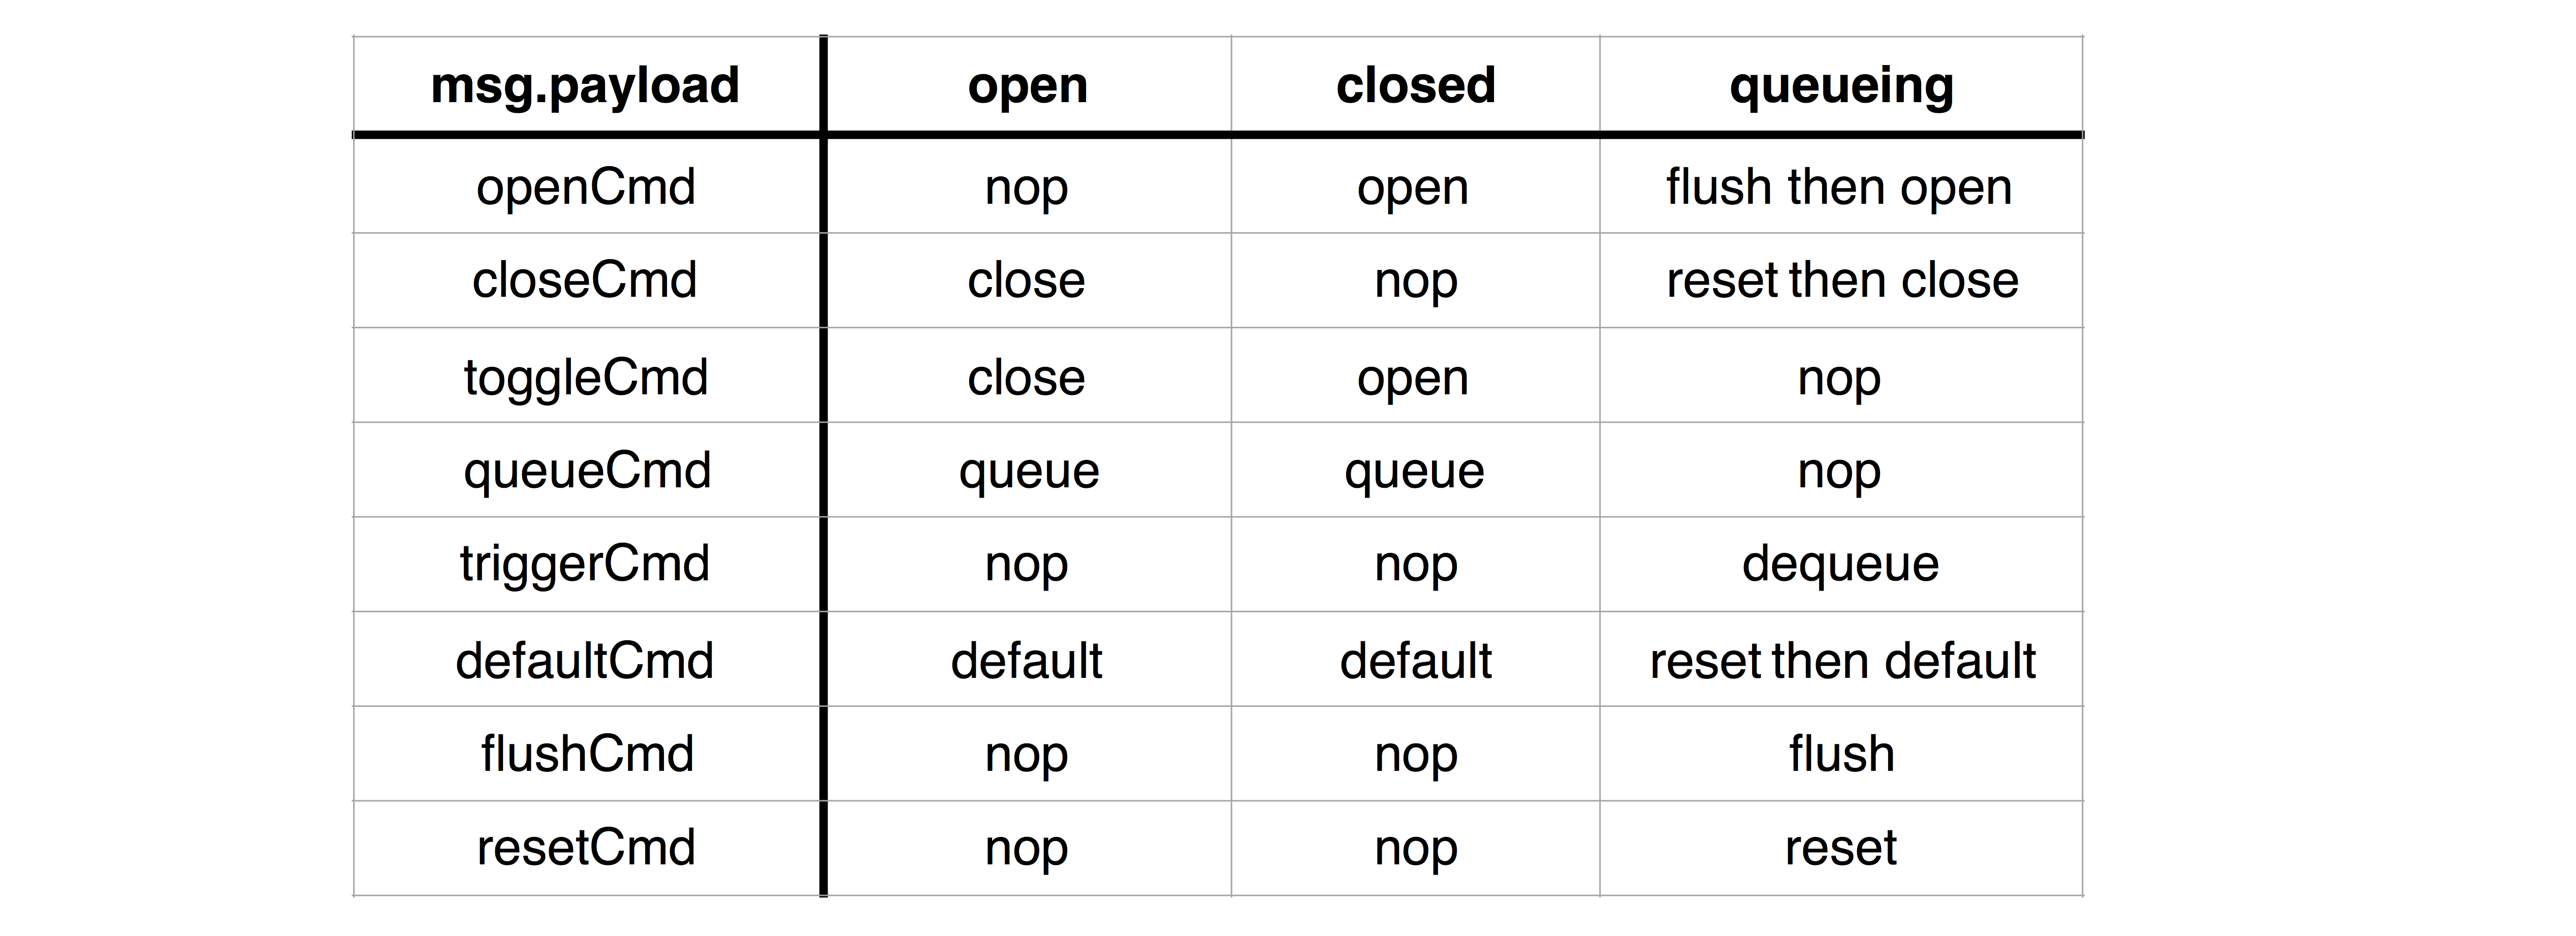 msg.payload open closed queueing
openCmd nop open flush then open
closeCmd close nop reset then close
toggleCmd close open nop
queueCmd queue queue nop
triggerCmd nop nop dequeue
defaultCmd default default reset then default
flushCmd nop nop flush
resetCmd nop nop reset